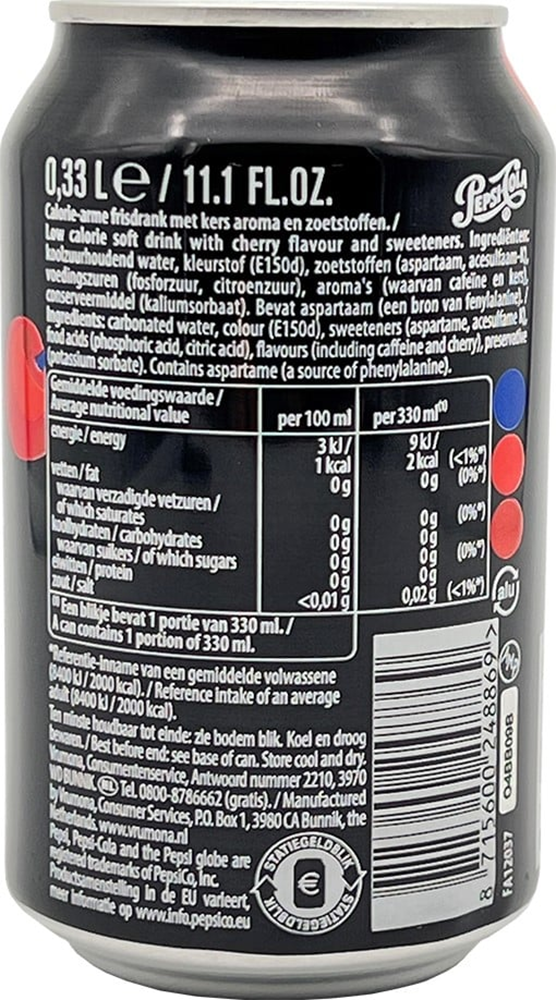 0,33 L e / 11.1 FL.OZ.
PEPSI-COLA
Calorie-arme frisdrank met kers aroma en zoetstoffen./
Low calorie soft drink with cherry flavour and sweeteners. Ingrediënten:
koolzuurhoudend water, kleurstof (E150d), zoetstoffen (aspartaam, acesulfaam-K),
voedingszuren (fosforzuur, citroenzuur), aroma's (waarvan cafeïne en kers),
conserveermiddel (kaliumsorbaat). Bevat aspartaam (een bron van fenylalanine). /
Ingredients: carbonated water, colour (E150d), sweeteners (aspartame, acesulfame K),
food acids (phosphoric acid, citric acid), flavours (including caffeine and cherry), preservative
(potassium sorbate). Contains aspartame (a source of phenylalanine).
Gemiddelde voedingswaarde /
Average nutritional value per 100 ml per 330 ml(*)
energie / energy 3 kJ / 9 kJ /
1 kcal 2 kcal (<1%*)
vetten / fat 0g 0g (0%*)
waarvan verzadigde vetzuren /
of which saturates 0g 0g (0%*)
koolhydraten / carbohydrates 0g 0g
waarvan suikers / of which sugars 0g 0g (0%*)
eiwitten / protein 0g 0g
zout / salt <0,01 g 0,02g (<1%*)
Een blikje bevat 1 portie van 330 ml. /
A can contains 1 portion of 330 ml.
*Referentie-inname van een gemiddelde volwassene
(8400 kJ / 2000 kcal). / Reference intake of an average
adult (8400 kJ / 2000 kcal).
Ten minste houdbaar tot einde: zie bodem blik. Koel en droog
bewaren. / Best before end: see base of can. Store cool and dry.
Vrumona, Consumentenservice, Antwoord nummer 2210, 3970
WD BUNNIK. NL Tel. 0800-8786662 (gratis). / Manufactured
by Vrumona, Consumer Services, P.O. Box 1, 3980 CA Bunnik, the
Netherlands. www.vrumona.nl
Pepsi, Pepsi-Cola and the Pepsi globe are
registered trademarks of PepsiCo, Inc.
Productsamenstelling in de EU varieert,
meer informatie op www.info.pepsico.eu
STATIEGELDBLIK
€
STATIEGELDBLIK
alu
8 715600 248869 >
04BB09B
FA12037